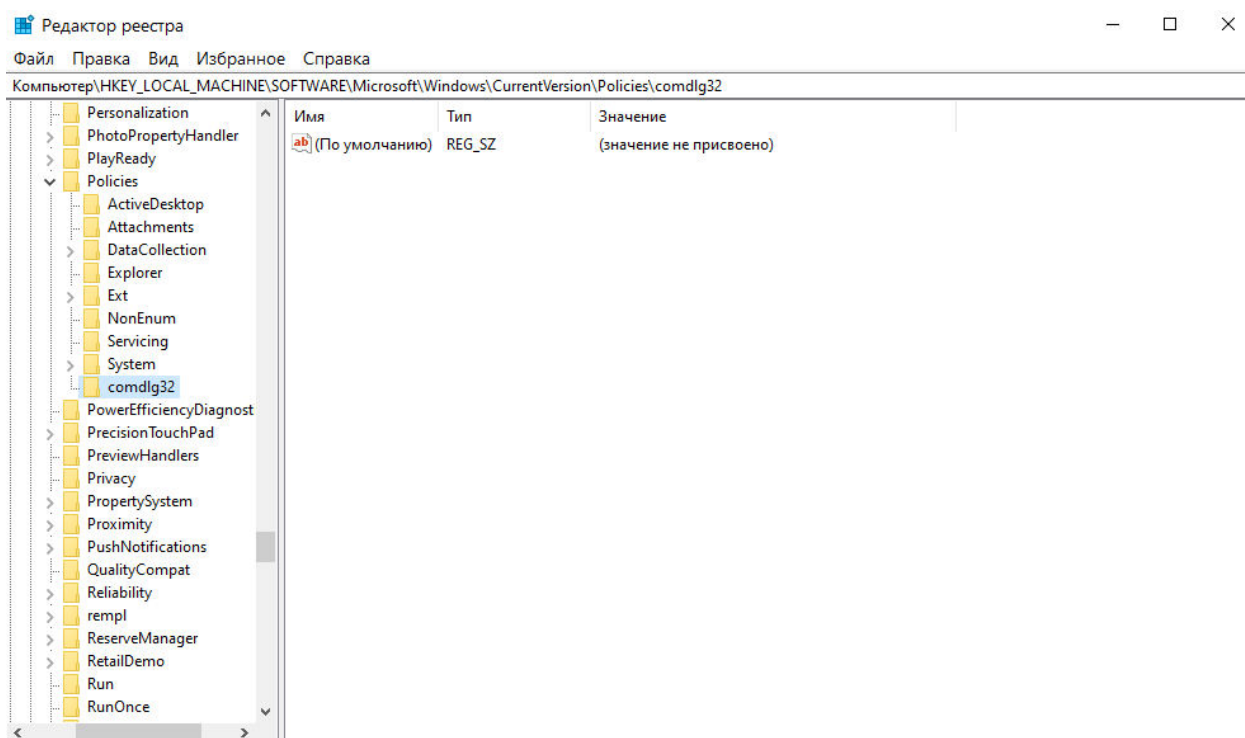 Редактор реестра
Файл Правка Вид Избранное Справка
Компьютер\HKEY_LOCAL_MACHINE\SOFTWARE\Microsoft\Windows\CurrentVersion\Policies\comdlg32
Personalization
PhotoPropertyHandler
PlayReady
Policies
ActiveDesktop
Attachments
DataCollection
Explorer
Ext
NonEnum
Servicing
System
comdlg32
PowerEfficiencyDiagnost
PrecisionTouchPad
PreviewHandlers
Privacy
PropertySystem
Proximity
PushNotifications
QualityCompat
Reliability
rempl
ReserveManager
RetailDemo
Run
RunOnce
Имя Тип Значение
ab (По умолчанию) REG_SZ (значение не присвоено)